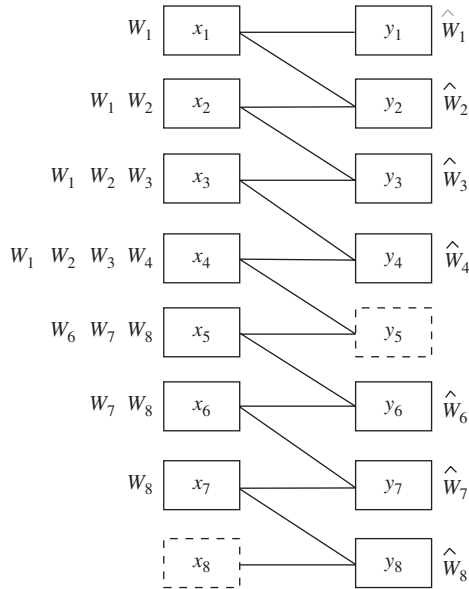 W₁ x₁ y₁ Ŵ₁
W₁ W₂ x₂ y₂ Ŵ₂
W₁ W₂ W₃ x₃ y₃ Ŵ₃
W₁ W₂ W₃ W₄ x₄ y₄ Ŵ₄
y₅
W₆ W₇ W₈ x₅
W₇ W₈ x₆ y₆ Ŵ₆
W₈ x₇ y₇ Ŵ₇
x₈ y₈ Ŵ₈